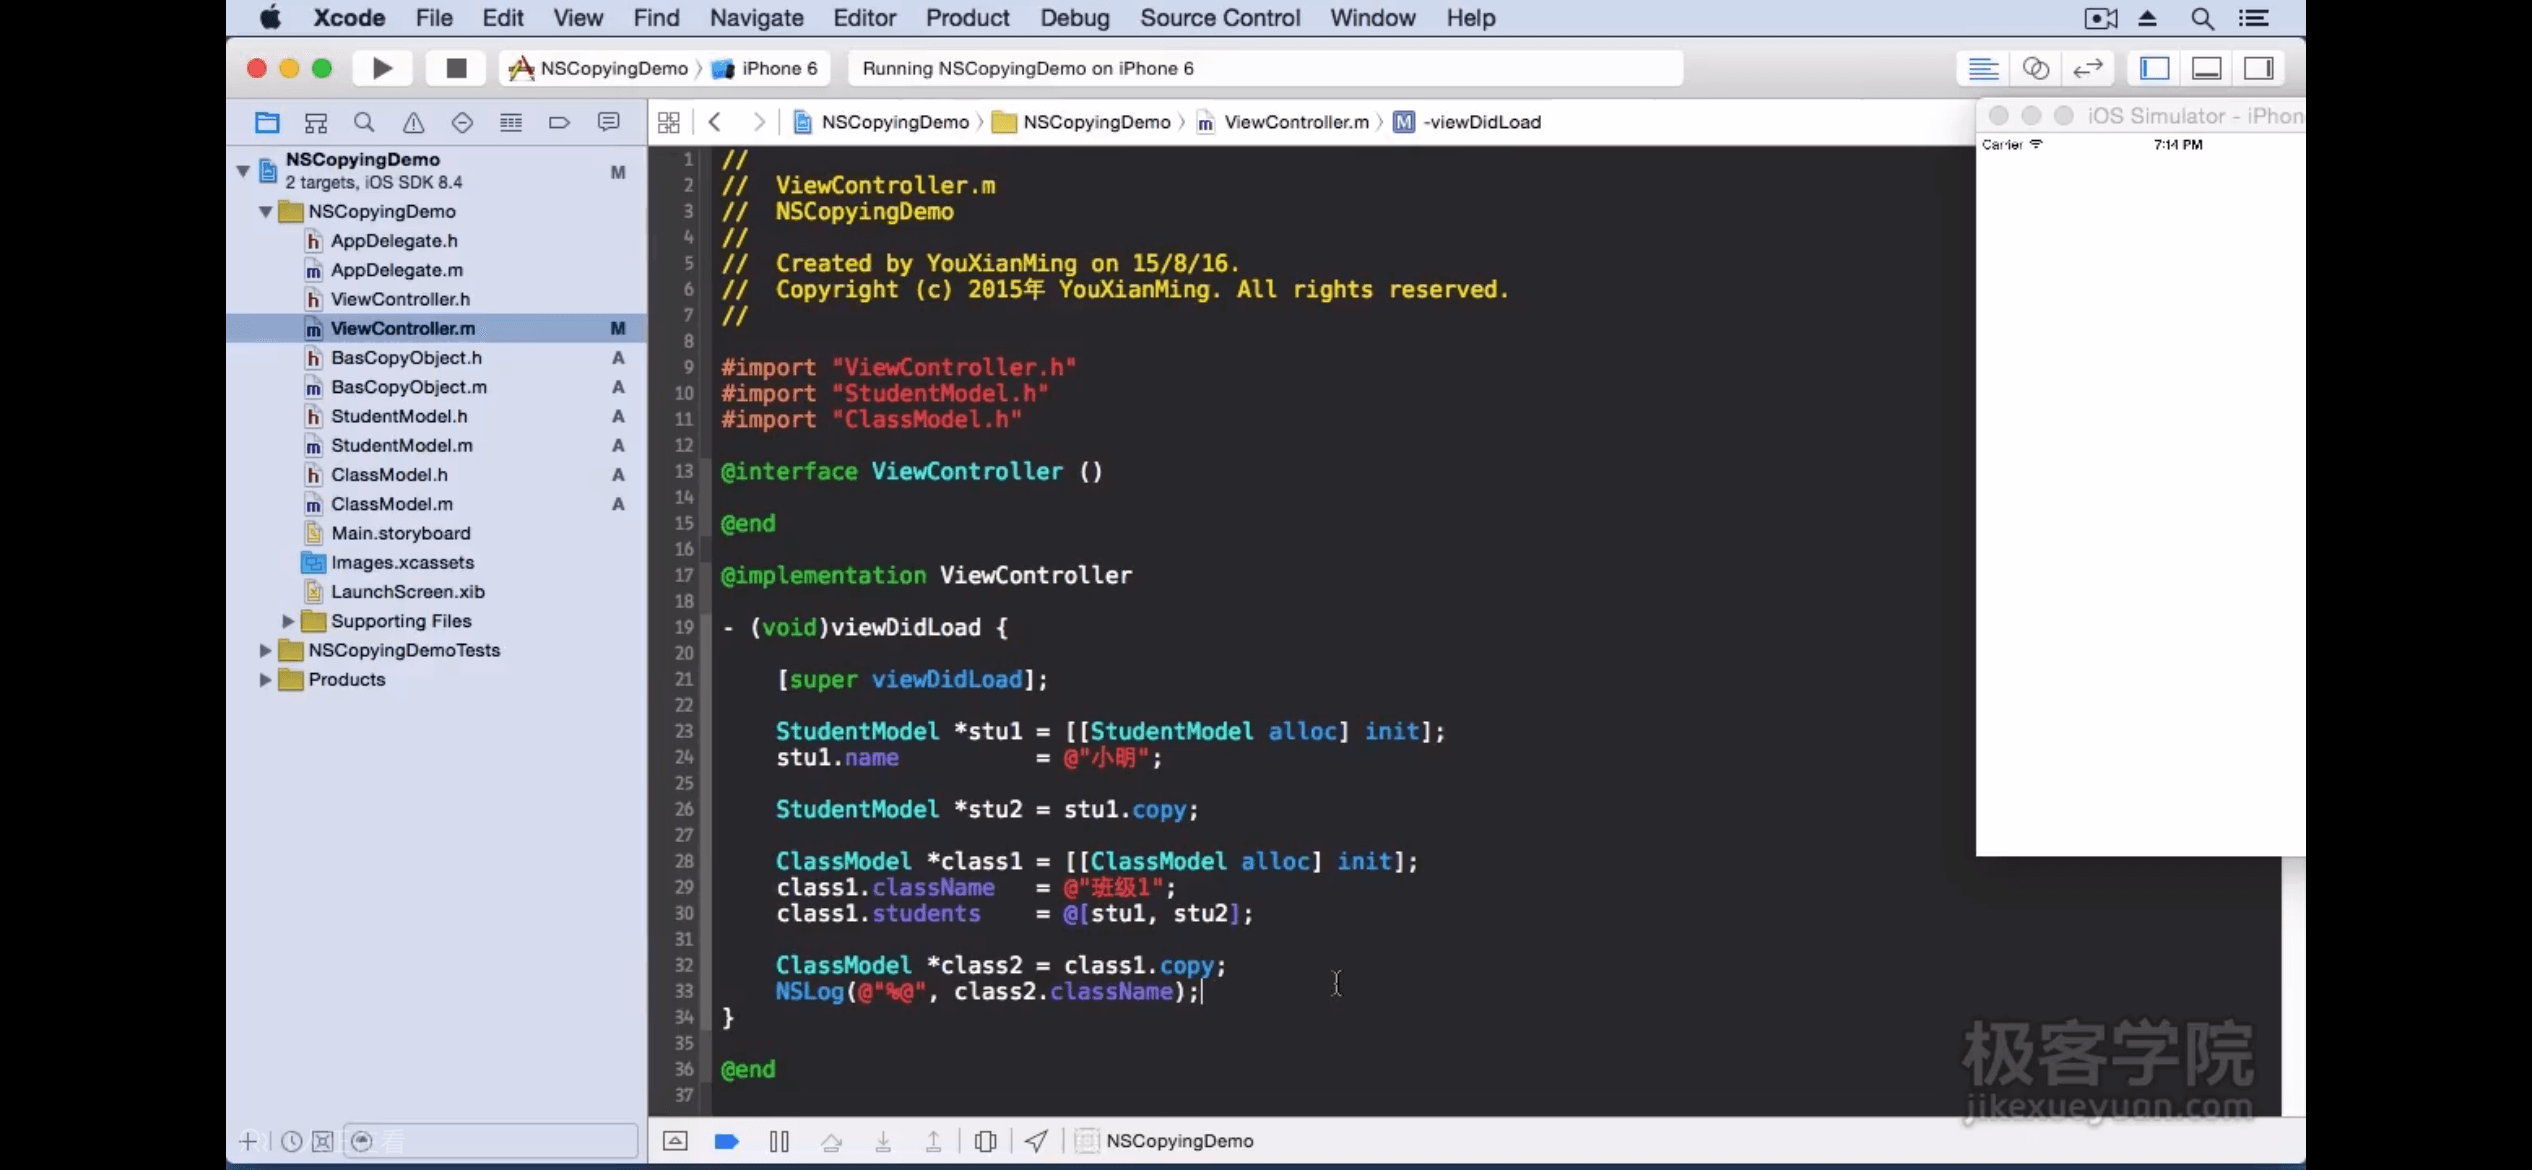 Xcode File Edit View Find Navigate Editor Product Debug Source Control Window Help
NSCopyingDemo iPhone 6 Running NSCopyingDemo on iPhone 6
NSCopyingDemo NSCopyingDemo ViewController.m M -viewDidLoad
iOS Simulator - iPhon
Carrier 7:14 PM
NSCopyingDemo M
2 targets, iOS SDK 8.4
NSCopyingDemo
h AppDelegate.h
m AppDelegate.m
h ViewController.h
m ViewController.m M
h BasCopyObject.h A
m BasCopyObject.m A
h StudentModel.h A
m StudentModel.m A
h ClassModel.h A
m ClassModel.m A
Main.storyboard
Images.xcassets
LaunchScreen.xib
Supporting Files
NSCopyingDemoTests
Products
1 //
2 //  ViewController.m
3 //  NSCopyingDemo
4 //
5 //  Created by YouXianMing on 15/8/16.
6 //  Copyright (c) 2015年 YouXianMing. All rights reserved.
7 //
8
9 #import "ViewController.h"
10 #import "StudentModel.h"
11 #import "ClassModel.h"
12
13 @interface ViewController ()
14
15 @end
16
17 @implementation ViewController
18
19 - (void)viewDidLoad {
20
21     [super viewDidLoad];
22
23     StudentModel *stu1 = [[StudentModel alloc] init];
24     stu1.name          = @"小明";
25
26     StudentModel *stu2 = stu1.copy;
27
28     ClassModel *class1 = [[ClassModel alloc] init];
29     class1.className   = @"班级1";
30     class1.students    = @[stu1, stu2];
31
32     ClassModel *class2 = class1.copy;
33     NSLog(@"%@", class2.className);
34 }
35
36 @end
37
极客学院
jikexueyuan.com
NSCopyingDemo